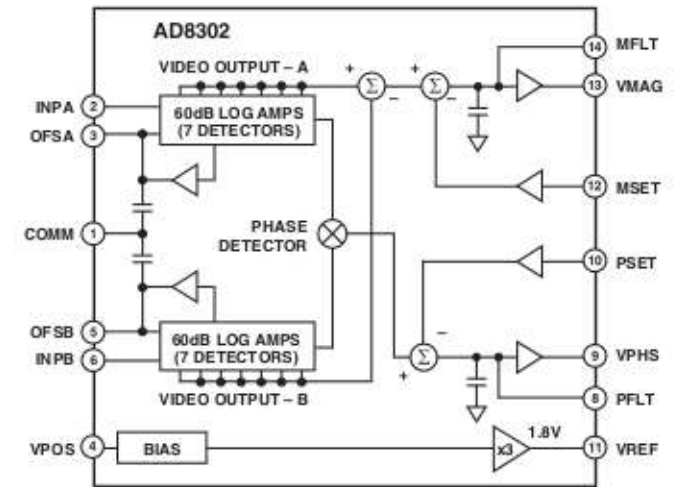 AD8302
VIDEO OUTPUT – A
+
Σ
–
+
Σ
–
14 MFLT
13 VMAG
INPA 2
OFSA 3
60dB LOG AMPS
(7 DETECTORS)
12 MSET
COMM 1
PHASE
DETECTOR
10 PSET
OFSB 5
INPB 6
60dB LOG AMPS
(7 DETECTORS)
–
Σ
+
9 VPHS
8 PFLT
VIDEO OUTPUT – B
VPOS 4
BIAS
x3
1.8V
11 VREF